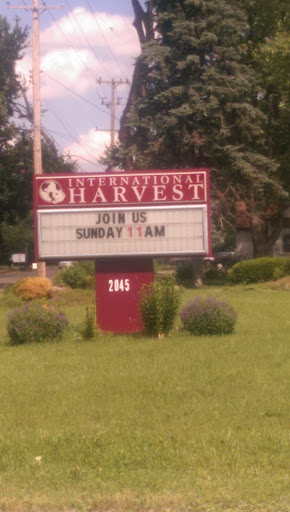 INTERNATIONAL
HARVEST
JOIN US
SUNDAY 11AM
2045